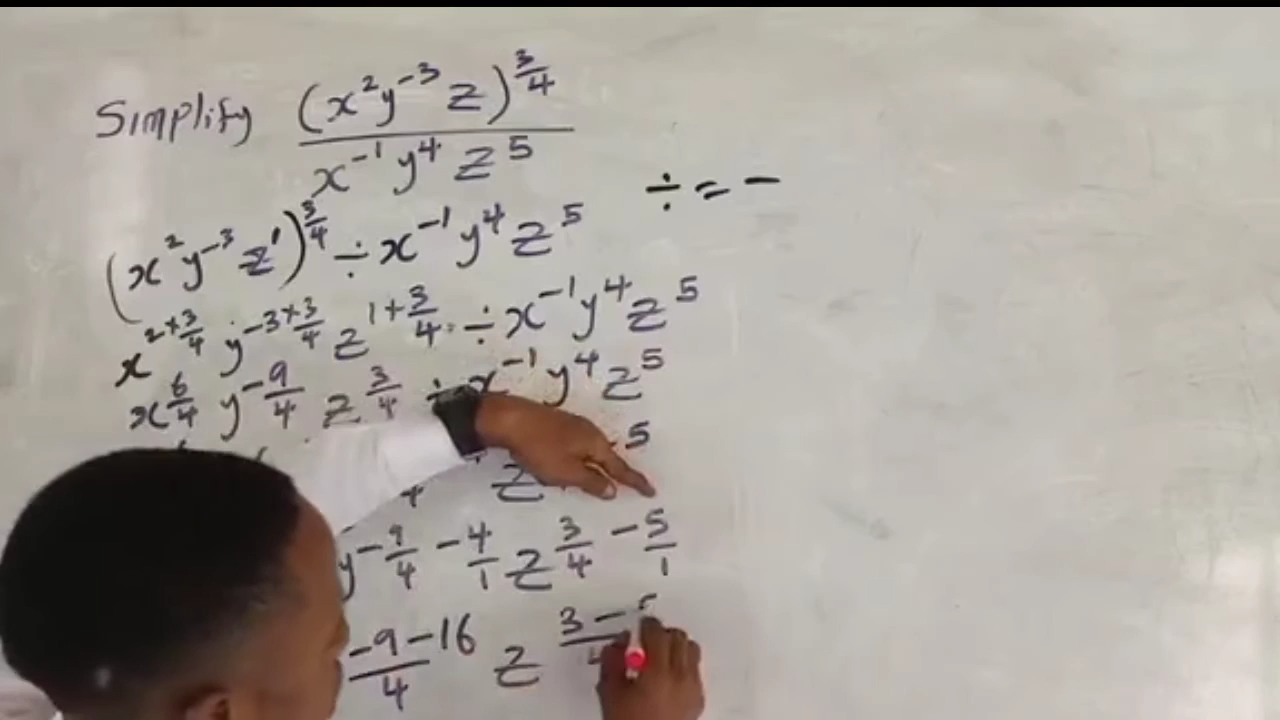 Simplify (x²y⁻³z)^(3/4)
x⁻¹y⁴z⁵
÷ = −
(x²y⁻³z¹)^(3/4) ÷ x⁻¹y⁴z⁵
x^(2×3/4) y^(-3×3/4) z^(1×3/4) ÷ x⁻¹y⁴z⁵
x^(6/4) y^(-9/4) z^(3/4) ÷ x⁻¹y⁴z⁵
z − 5
y^(-9/4 - 4/1) z^(3/4 - 5/1)
(-9-16)/4 z 3 −